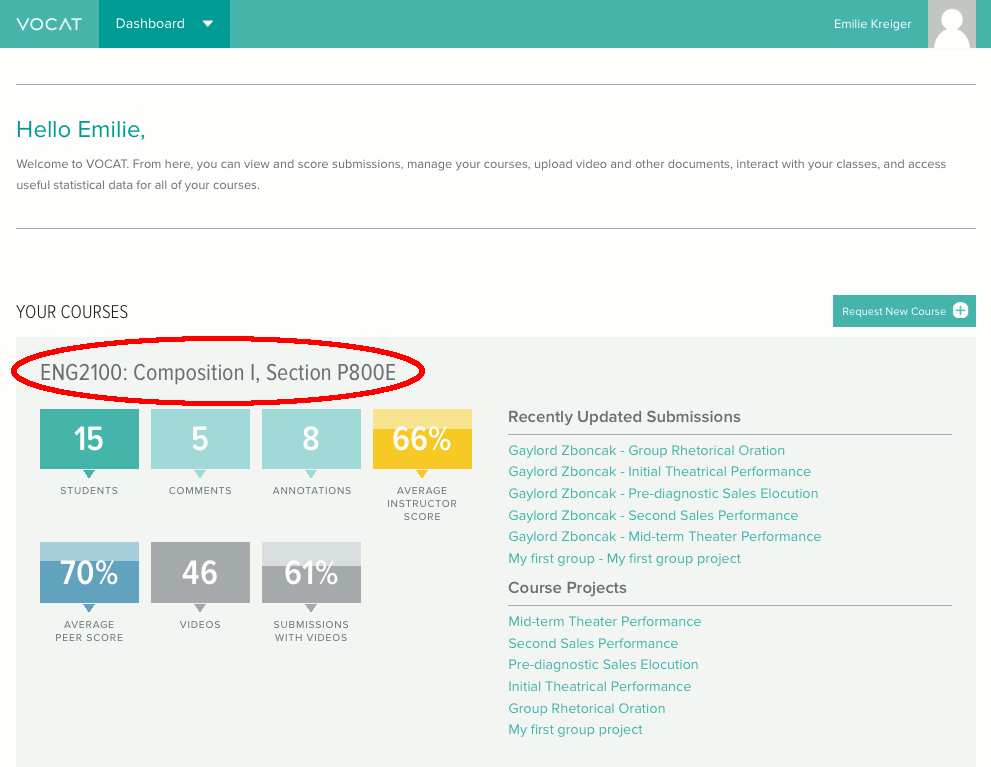 VOCAT
Dashboard
Emilie Kreiger
Hello Emilie,
Welcome to VOCAT. From here, you can view and score submissions, manage your courses, upload video and other documents, interact with your classes, and access
useful statistical data for all of your courses.
YOUR COURSES
Request New Course
ENG2100: Composition I, Section P800E
15
STUDENTS
5
COMMENTS
8
ANNOTATIONS
66%
AVERAGE
INSTRUCTOR
SCORE
70%
AVERAGE
PEER SCORE
46
VIDEOS
61%
SUBMISSIONS
WITH VIDEOS
Recently Updated Submissions
Gaylord Zboncak - Group Rhetorical Oration
Gaylord Zboncak - Initial Theatrical Performance
Gaylord Zboncak - Pre-diagnostic Sales Elocution
Gaylord Zboncak - Second Sales Performance
Gaylord Zboncak - Mid-term Theater Performance
My first group - My first group project
Course Projects
Mid-term Theater Performance
Second Sales Performance
Pre-diagnostic Sales Elocution
Initial Theatrical Performance
Group Rhetorical Oration
My first group project